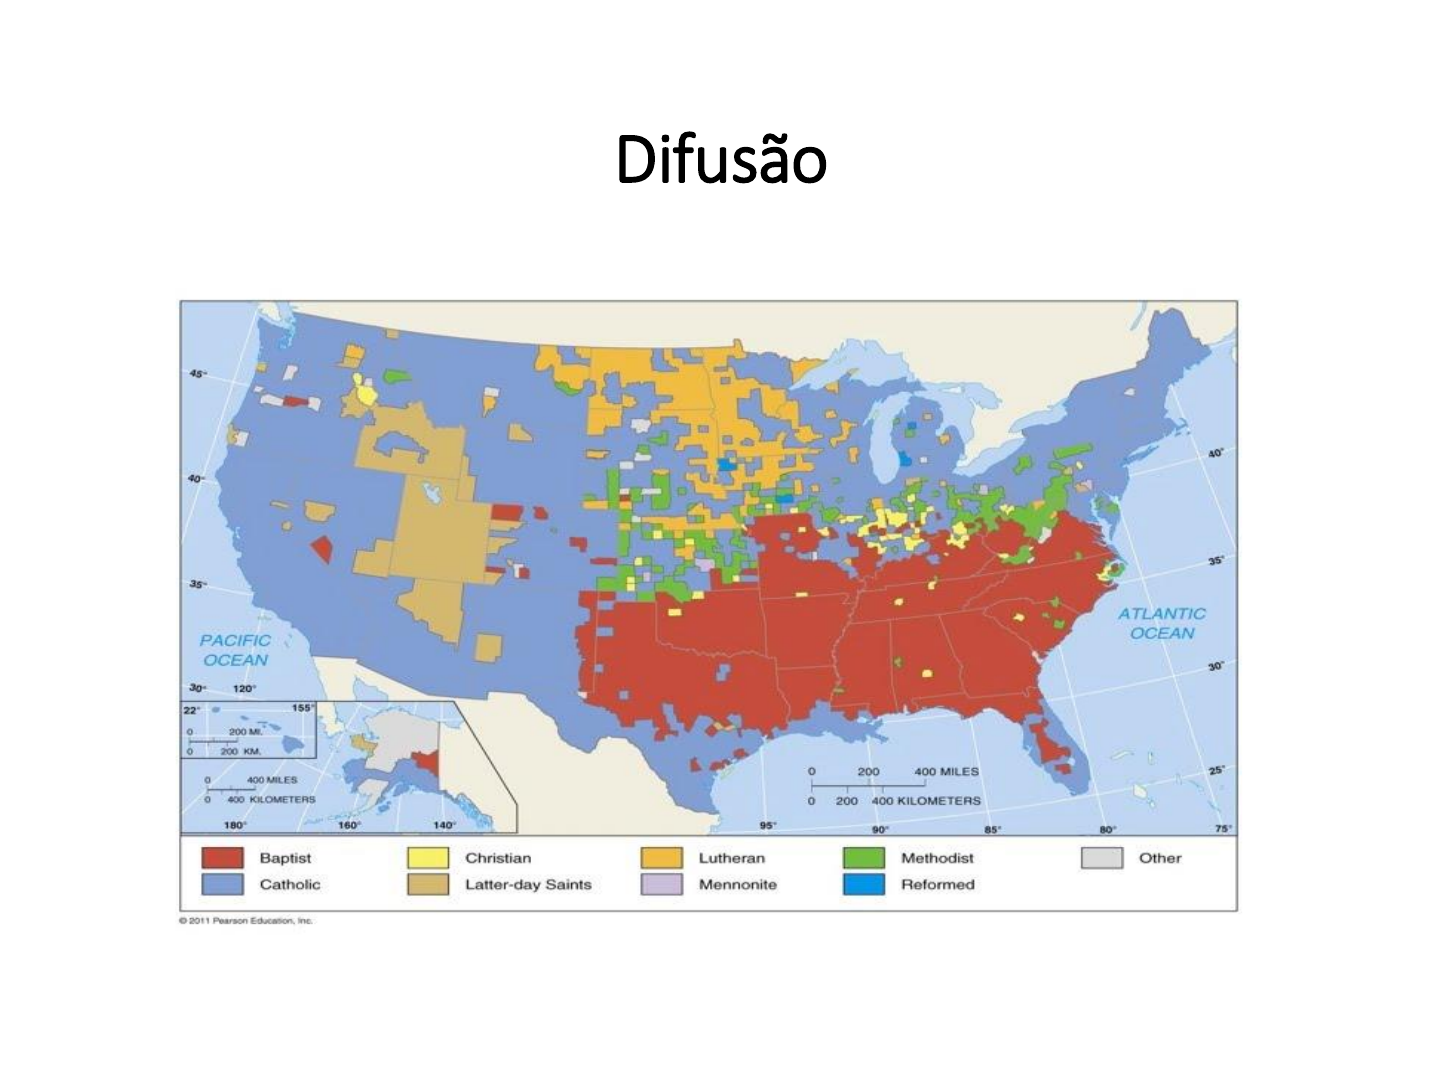 Difusão
45°
40°
35°
30°
120°
40°
35°
30°
25°
PACIFIC
OCEAN
ATLANTIC
OCEAN
22°
155°
0 200 MI.
0 200 KM.
0 400 MILES
0 400 KILOMETERS
0 200 400 MILES
0 200 400 KILOMETERS
180° 160° 140° 95° 90° 85° 80° 75°
Baptist Christian Lutheran Methodist Other
Catholic Latter-day Saints Mennonite Reformed
© 2011 Pearson Education, Inc.